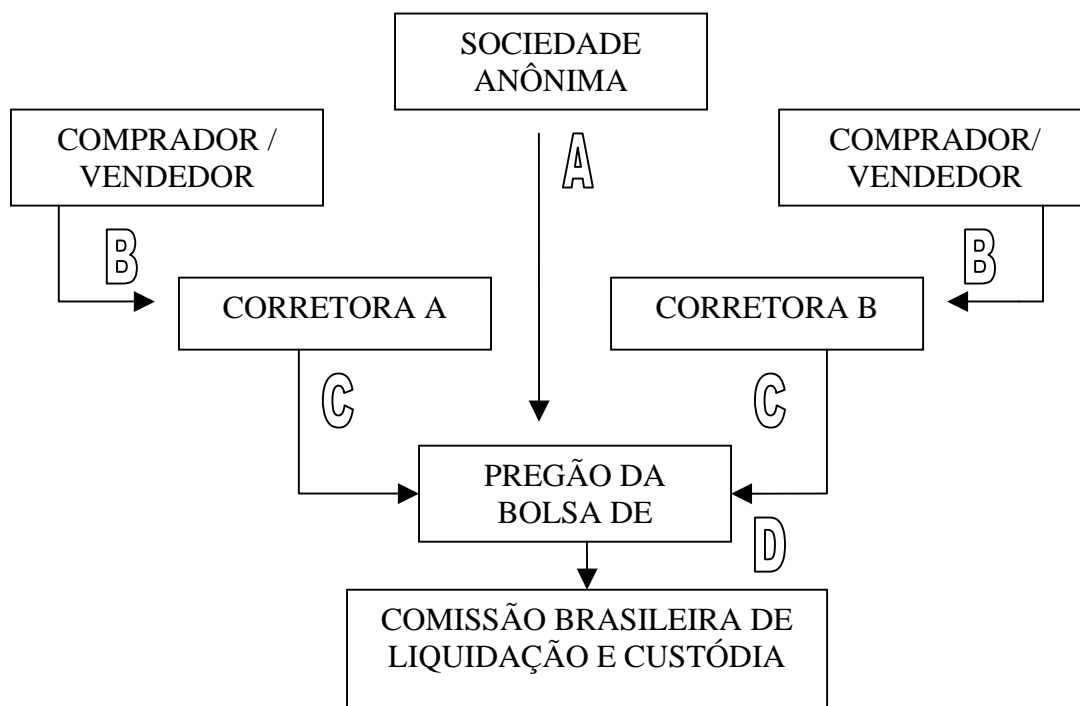 SOCIEDADE
ANÔNIMA
COMPRADOR /
VENDEDOR
COMPRADOR/
VENDEDOR
A
B
B
CORRETORA A
CORRETORA B
C
C
PREGÃO DA
BOLSA DE
D
COMISSÃO BRASILEIRA DE
LIQUIDAÇÃO E CUSTÓDIA